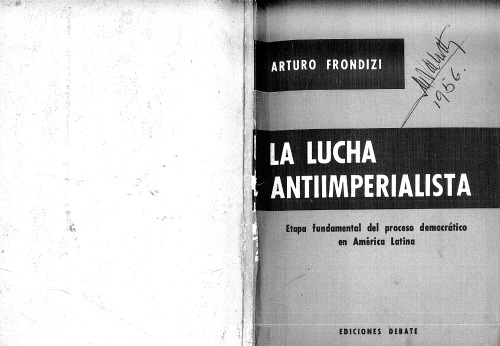 ARTURO FRONDIZI
1956.
LA LUCHA
ANTIIMPERIALISTA
Etapa fundamental del proceso democrático
en América Latina
EDICIONES DEBATE